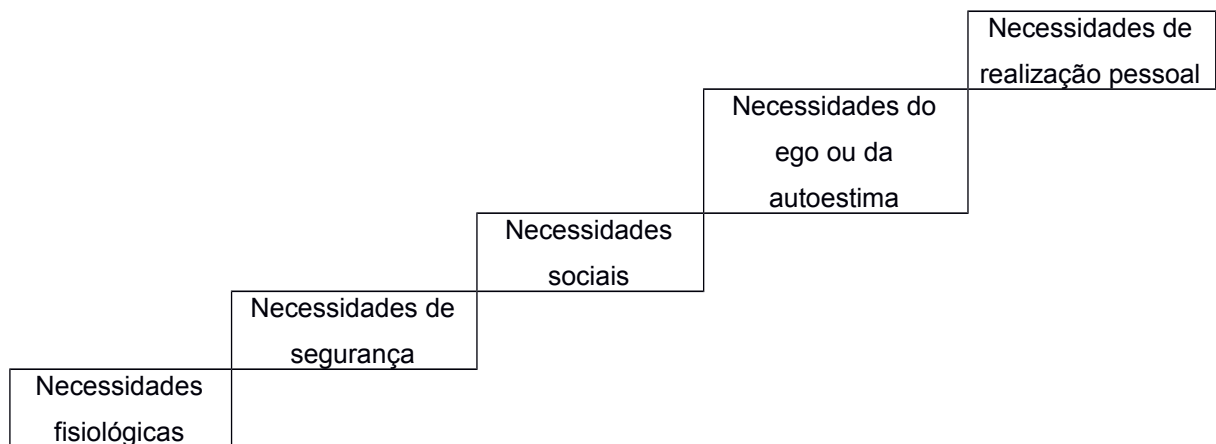 Necessidades de
realização pessoal
Necessidades do
ego ou da
autoestima
Necessidades
sociais
Necessidades de
segurança
Necessidades
fisiológicas